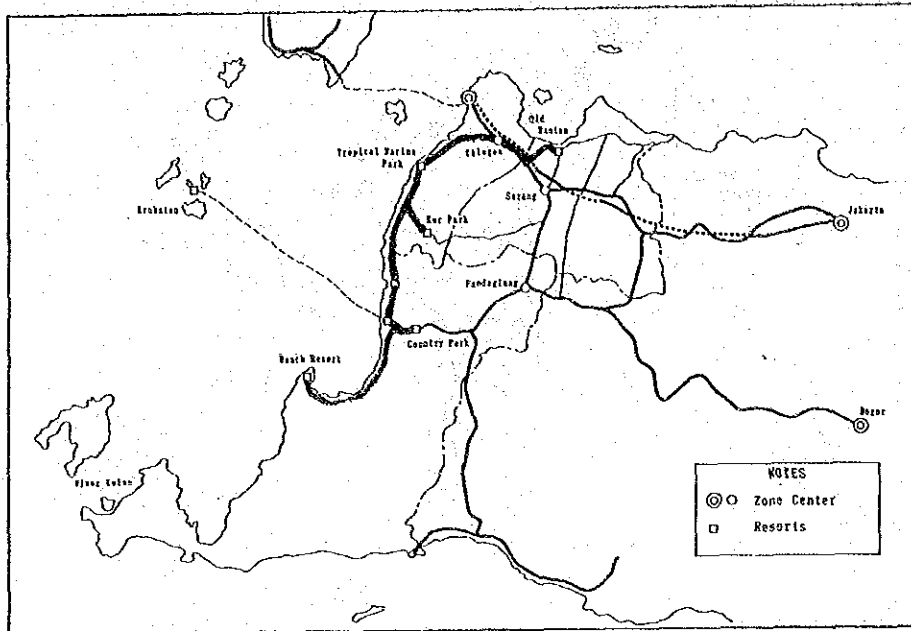 Old
Banten
Tropical Marine
Park
Cilegon
Krakatau
Serang
Jakarta
Kur Park
Pandeglang
Country Park
Beach Resort
Bogor
Ujung Kulon
NOTES
Zone Center
Resorts